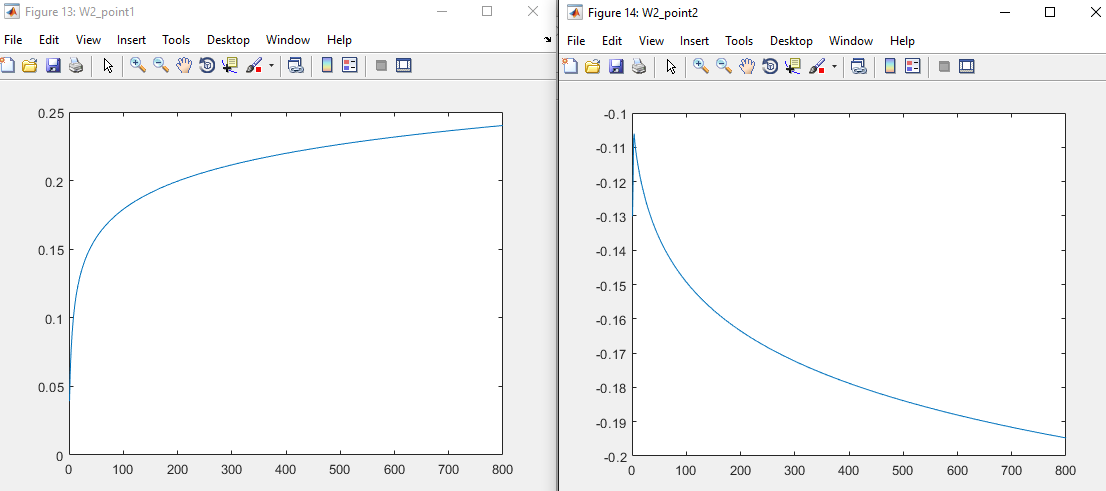 Figure 13: W2_point1
File Edit View Insert Tools Desktop Window Help
0.25
0.2
0.15
0.1
0.05
0
0 100 200 300 400 500 600 700 800
Figure 14: W2_point2
File Edit View Insert Tools Desktop Window Help
-0.1
-0.11
-0.12
-0.13
-0.14
-0.15
-0.16
-0.17
-0.18
-0.19
-0.2
0 100 200 300 400 500 600 700 800